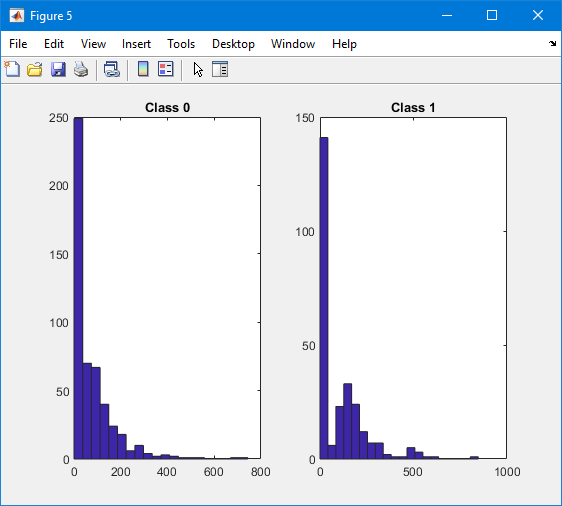 Figure 5
File Edit View Insert Tools Desktop Window Help
Class 0
250
200
150
100
50
0
0 200 400 600 800
Class 1
150
100
50
0
0 500 1000